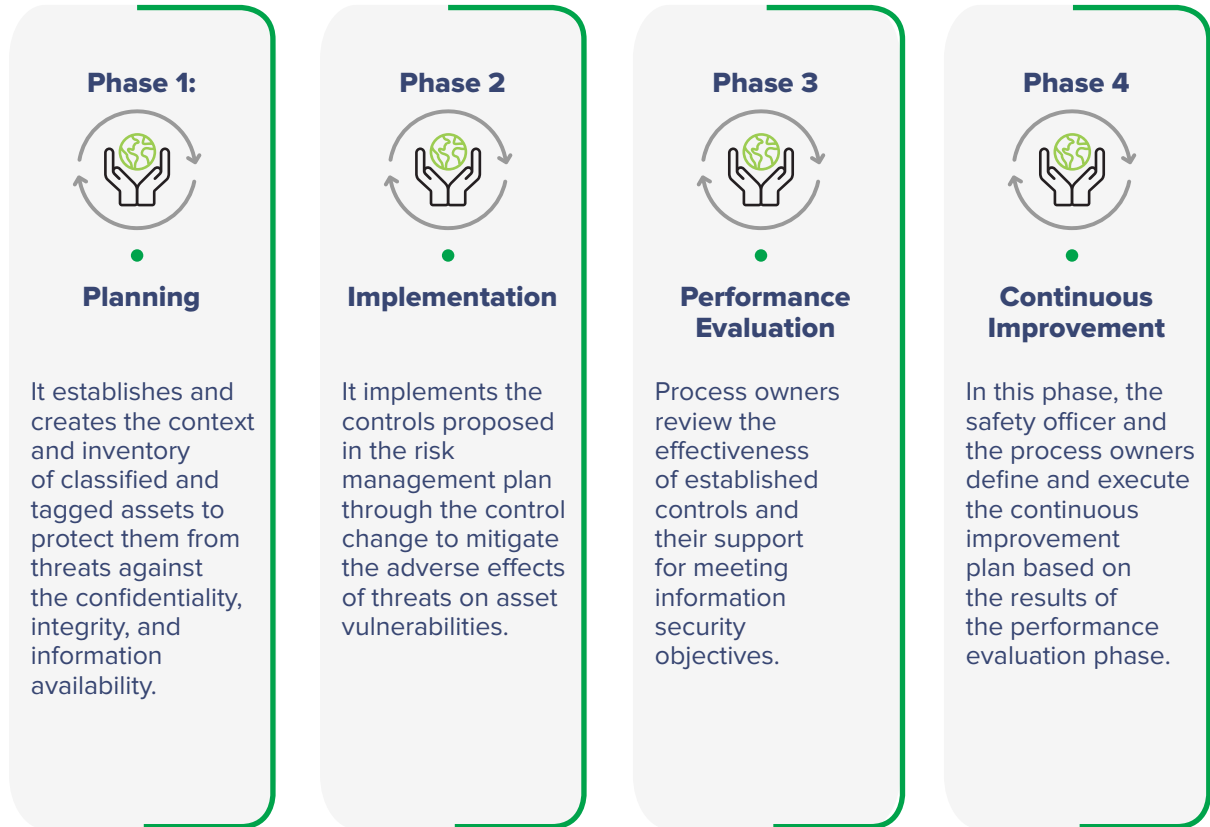 Phase 1:
Planning
It establishes and
creates the context
and inventory
of classified and
tagged assets to
protect them from
threats against
the confidentiality,
integrity, and
information
availability.
Phase 2
Implementation
It implements the
controls proposed
in the risk
management plan
through the control
change to mitigate
the adverse effects
of threats on asset
vulnerabilities.
Phase 3
Performance
Evaluation
Process owners
review the
effectiveness
of established
controls and
their support
for meeting
information
security
objectives.
Phase 4
Continuous
Improvement
In this phase, the
safety officer and
the process owners
define and execute
the continuous
improvement
plan based on
the results of
the performance
evaluation phase.